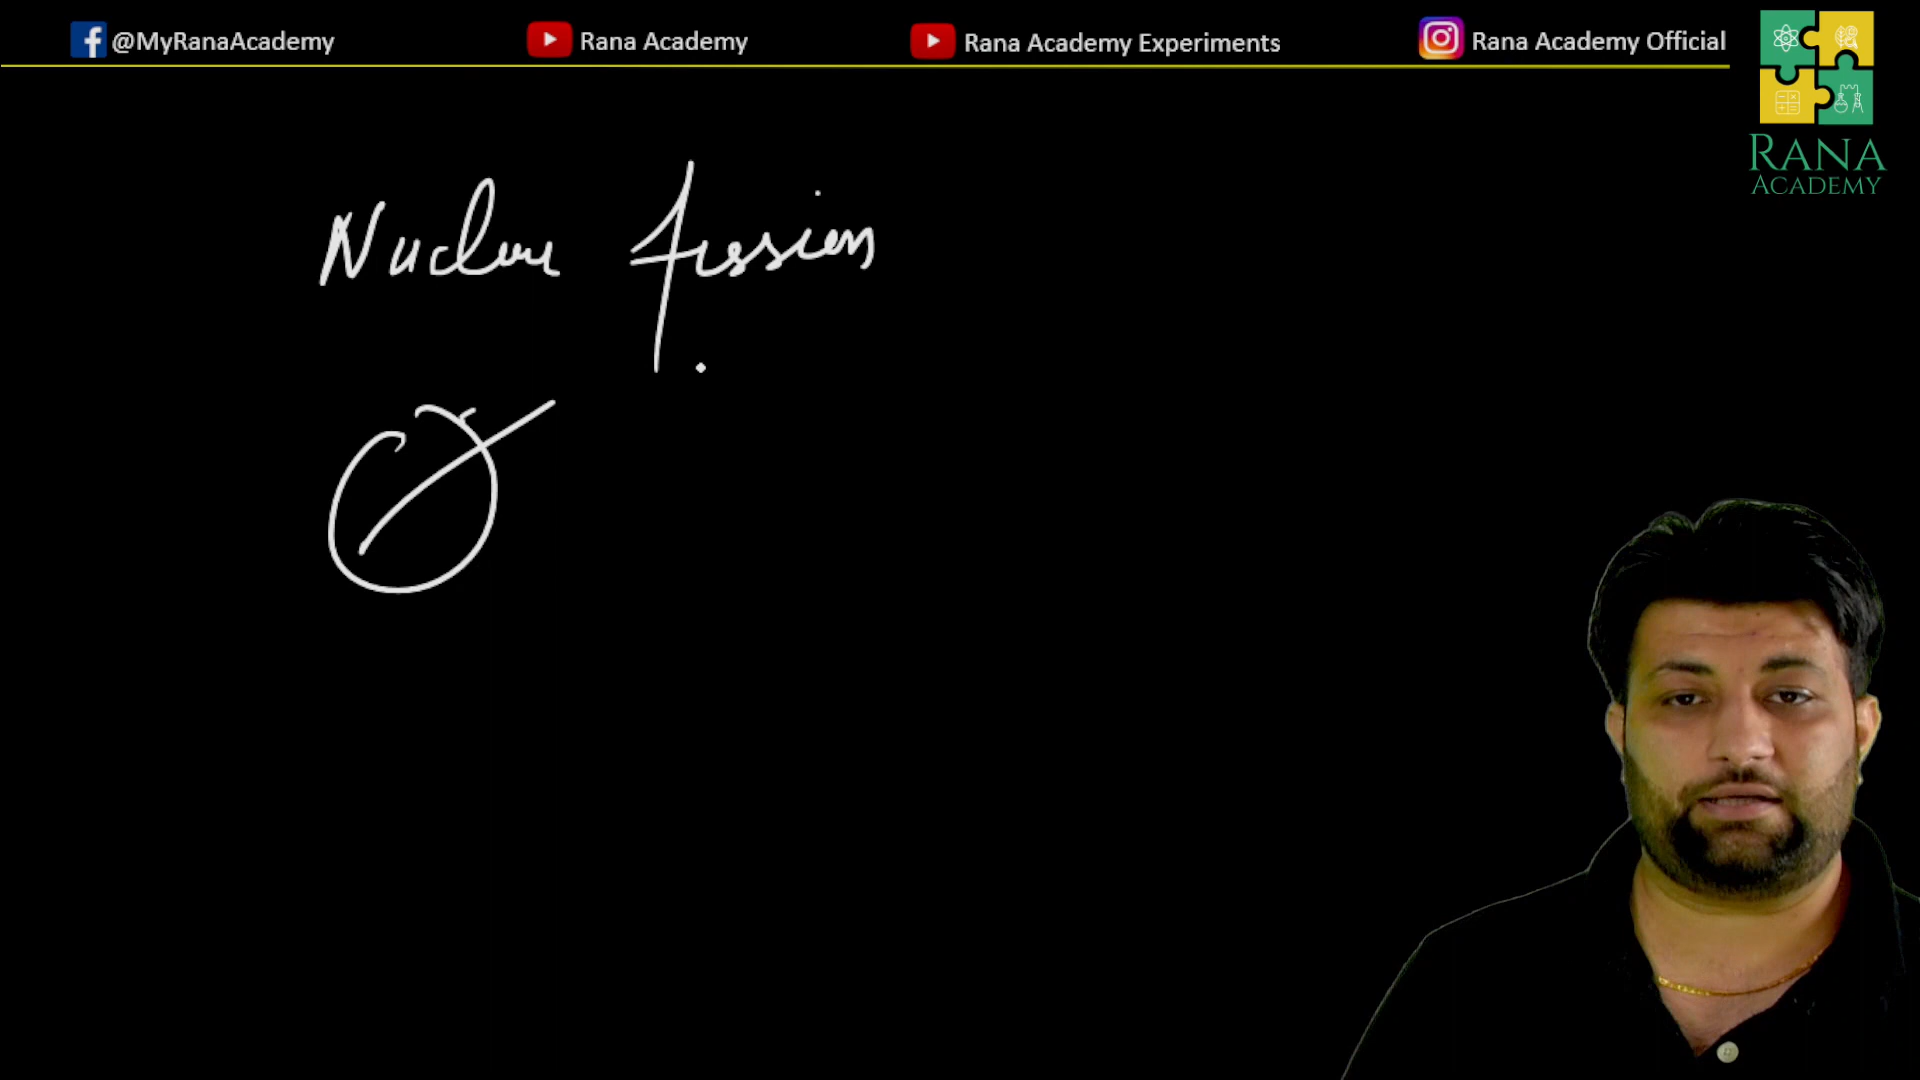 @MyRanaAcademy
Rana Academy
Rana Academy Experiments
Rana Academy Official
RANA
ACADEMY
Nuclear fission